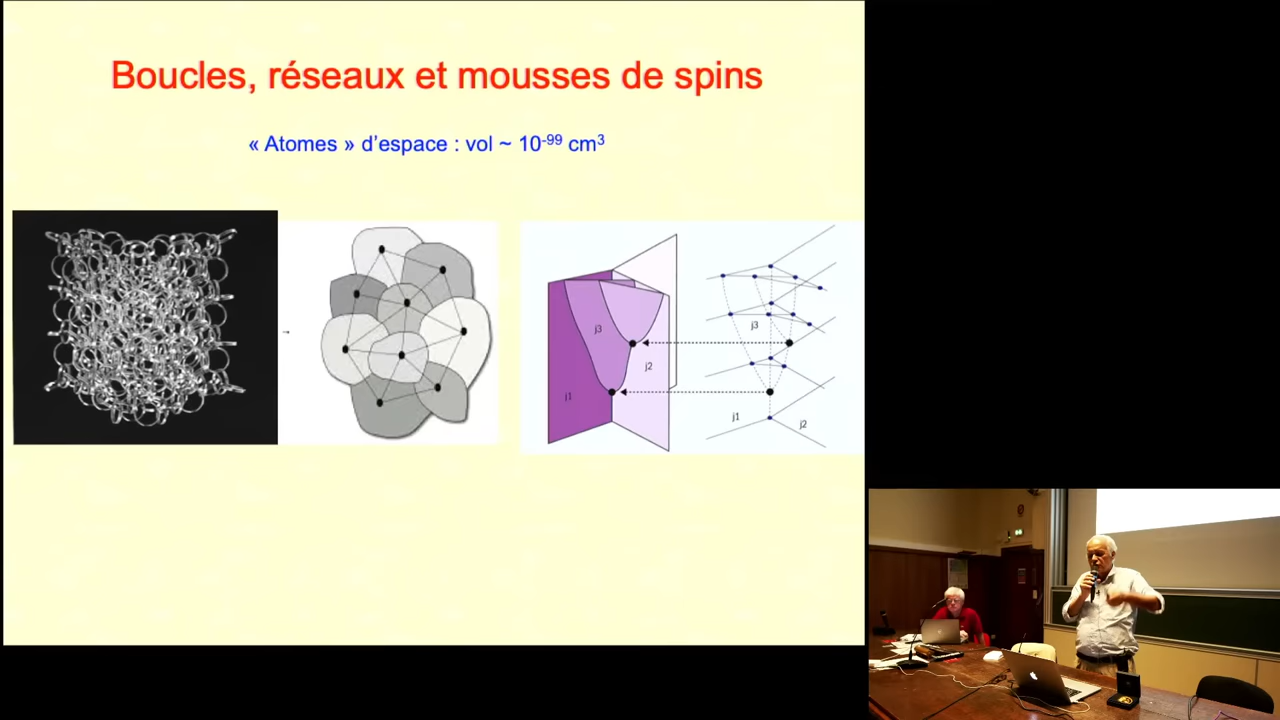 Boucles, réseaux et mousses de spins
« Atomes » d’espace : vol ~ 10⁻⁹⁹ cm³
j3
j2
j1
j3
j1
j2